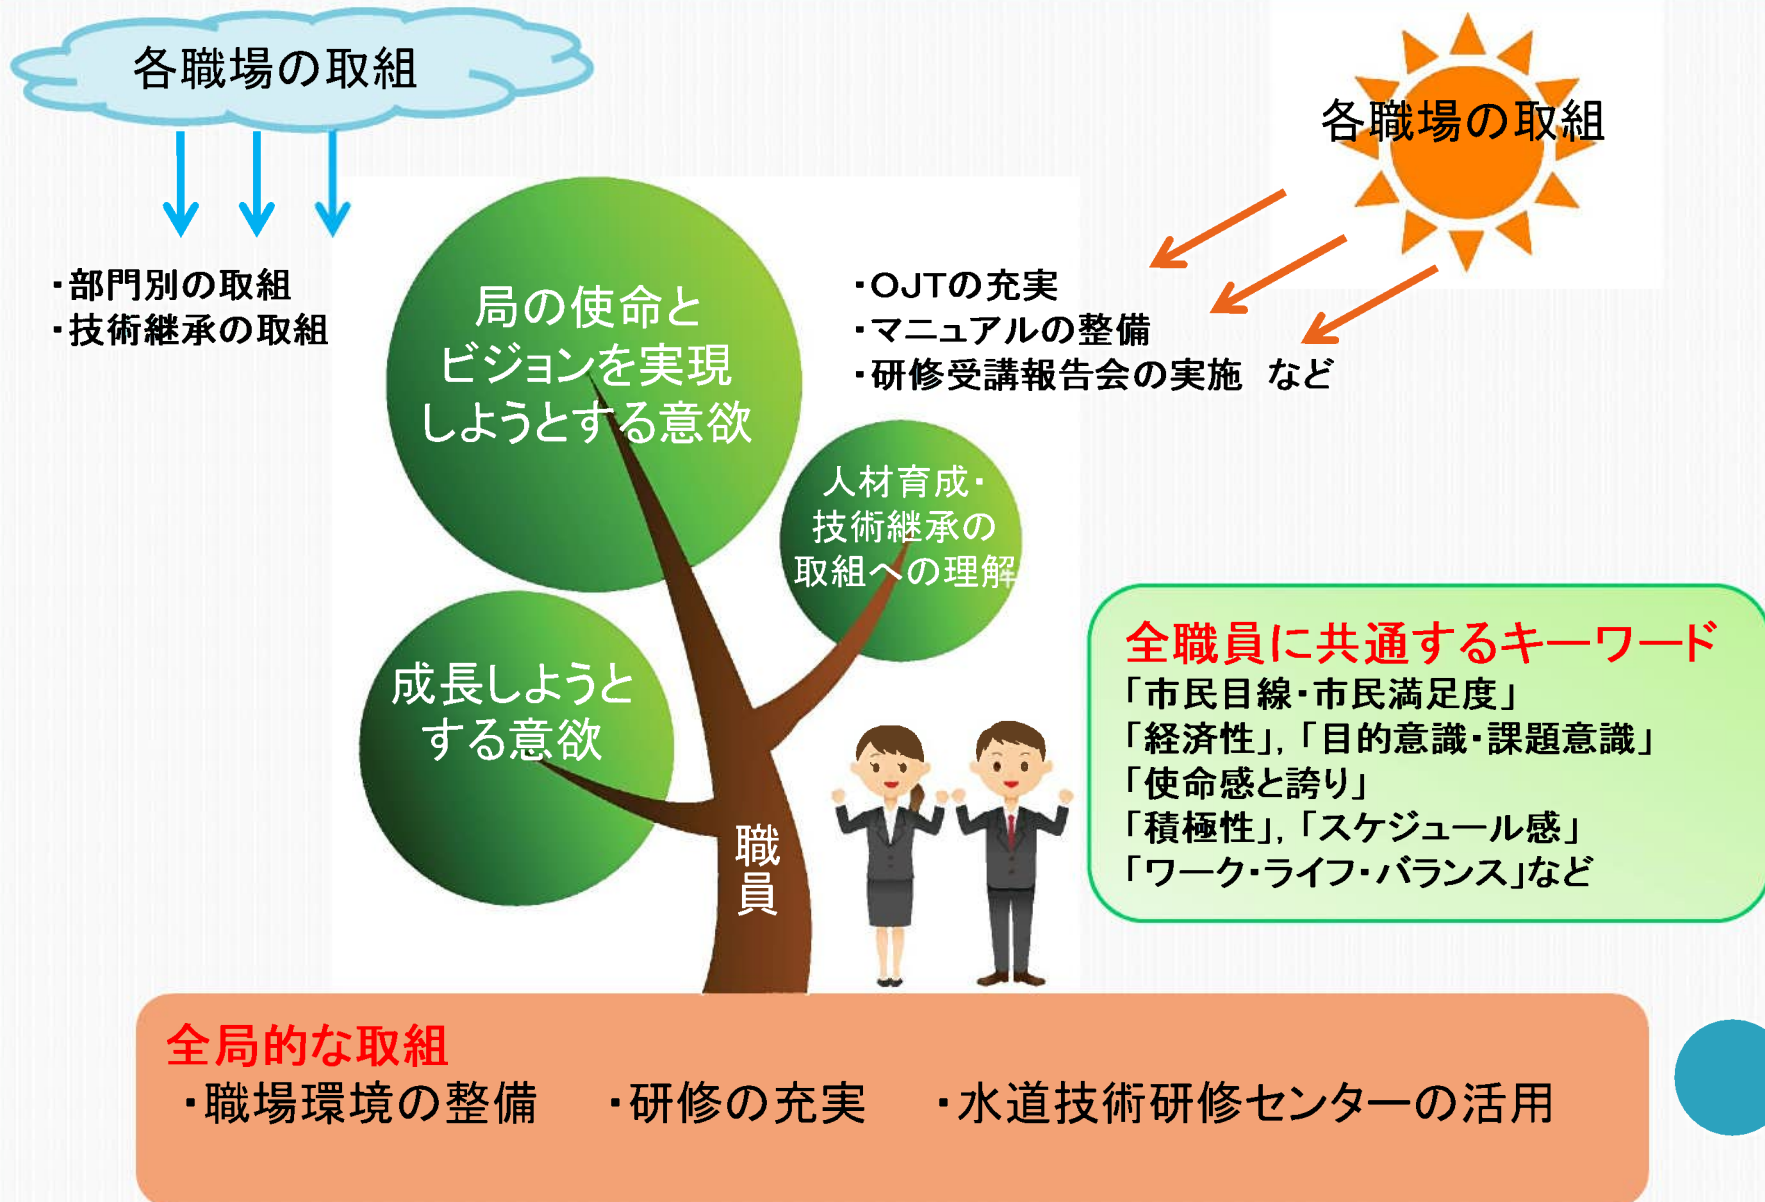 各職場の取組
・部門別の取組
・技術継承の取組
各職場の取組
・OJTの充実
・マニュアルの整備
・研修受講報告会の実施　など
局の使命と
ビジョンを実現
しようとする意欲
人材育成・
技術継承の
取組への理解
成長しようと
する意欲
職員
全職員に共通するキーワード
「市民目線・市民満足度」
「経済性」，「目的意識・課題意識」
「使命感と誇り」
「積極性」，「スケジュール感」
「ワーク・ライフ・バランス」など
全局的な取組
・職場環境の整備　・研修の充実　・水道技術研修センターの活用